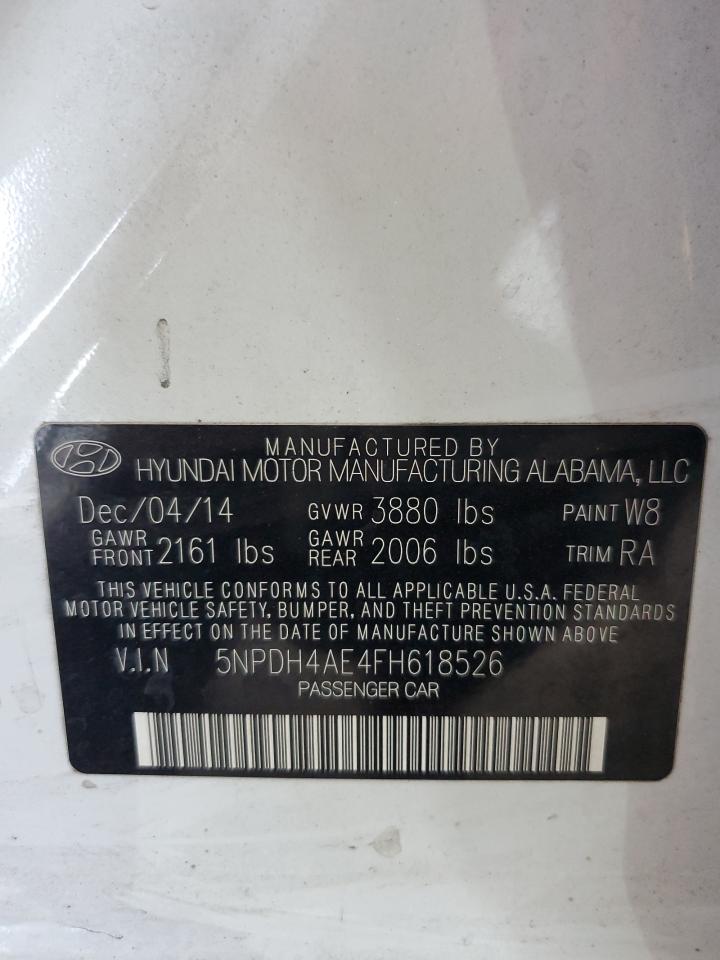 MANUFACTURED BY
HYUNDAI MOTOR MANUFACTURING ALABAMA, LLC
Dec/04/14 GVWR 3880 lbs PAINT W8
GAWR FRONT 2161 lbs GAWR REAR 2006 lbs TRIM RA
THIS VEHICLE CONFORMS TO ALL APPLICABLE U.S.A. FEDERAL
MOTOR VEHICLE SAFETY, BUMPER, AND THEFT PREVENTION STANDARDS
IN EFFECT ON THE DATE OF MANUFACTURE SHOWN ABOVE
V.I.N 5NPDH4AE4FH618526
PASSENGER CAR